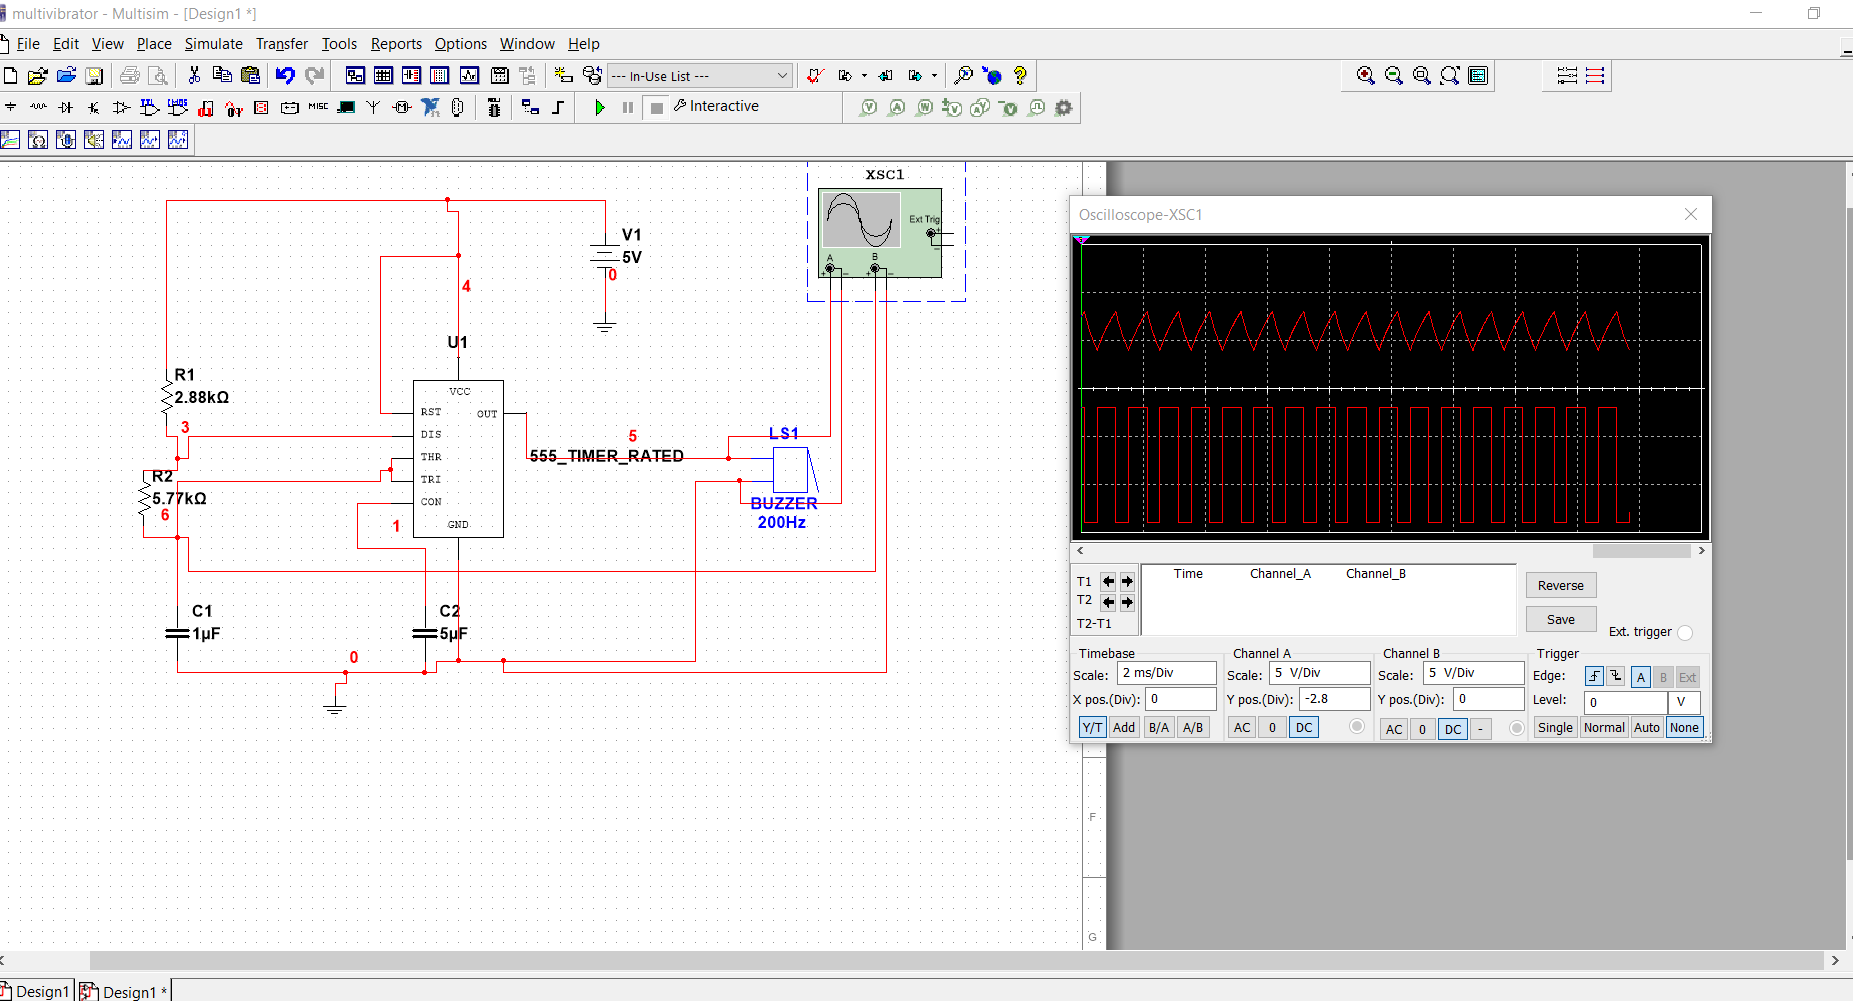 multivibrator - Multisim - [Design1 *]
File Edit View Place Simulate Transfer Tools Reports Options Window Help
--- In-Use List ---
MISC
Interactive
XSC1
Ext Trig
A
B
V1
5V
0
4
U1
VCC
RST
OUT
DIS
THR
TRI
CON
GND
R1
2.88kΩ
3
R2
5.77kΩ
6
1
5
555_TIMER_RATED
LS1
BUZZER
200Hz
C1
1µF
C2
5µF
0
F
G
Oscilloscope-XSC1
T1
T2
T2-T1
Time Channel_A Channel_B
Reverse
Save
Ext. trigger
Timebase
Scale: 2 ms/Div
X pos.(Div): 0
Y/T Add B/A A/B
Channel A
Scale: 5 V/Div
Y pos.(Div): -2.8
AC 0 DC
Channel B
Scale: 5 V/Div
Y pos.(Div): 0
AC 0 DC -
Trigger
Edge: A B Ext
Level: 0 V
Single Normal Auto None
Design1
Design1 *